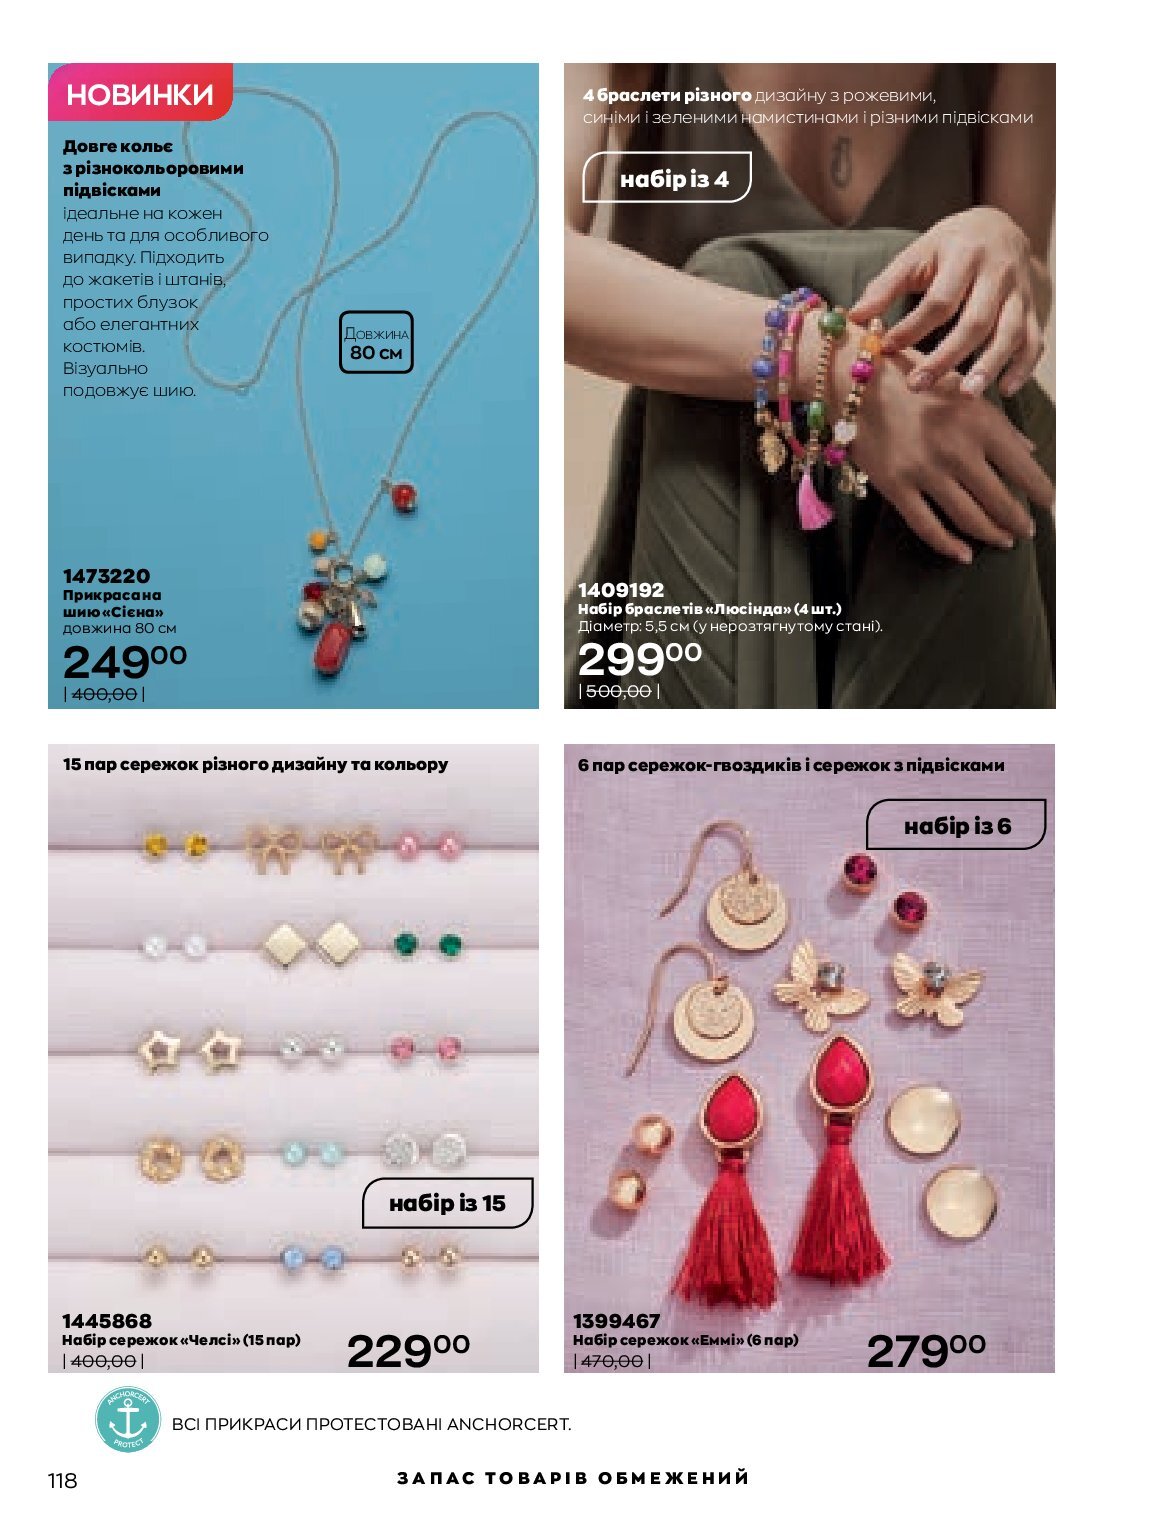 НОВИНКИ
Довге кольє
з різнокольоровими
підвісками
ідеальне на кожен
день та для особливого
випадку. Підходить
до жакетів і штанів,
простих блузок
або елегантних
костюмів.
Візуально
подовжує шию.
Довжина
80 см
1473220
Прикраса на
шию «Сієна»
довжина 80 см
249 00
| 400,00 |
4 браслети різного дизайну з рожевими,
синіми і зеленими намистинами і різними підвісками
набір із 4
1409192
Набір браслетів «Люсінда» (4 шт.)
Діаметр: 5,5 см (у нерозтягнутому стані).
299 00
| 500,00 |
15 пар сережок різного дизайну та кольору
набір із 15
1445868
Набір сережок «Челсі» (15 пар)
| 400,00 |
229 00
6 пар сережок-гвоздиків і сережок з підвісками
набір із 6
1399467
Набір сережок «Еммі» (6 пар)
| 470,00 |
279 00
ANCHORCERT
PROTECT
ВСІ ПРИКРАСИ ПРОТЕСТОВАНІ ANCHORCERT.
118
ЗАПАС ТОВАРІВ ОБМЕЖЕНИЙ